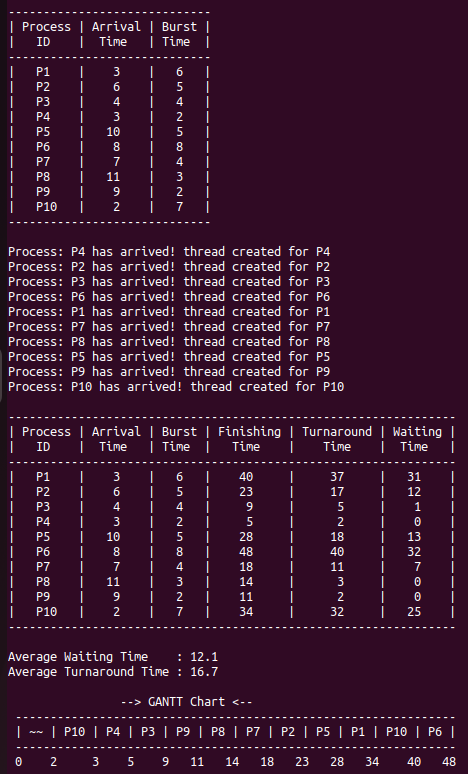 -----------------------------
| Process | Arrival | Burst |
|   ID    |  Time   | Time  |
-----------------------------
|   P1    |    3    |   6   |
|   P2    |    6    |   5   |
|   P3    |    4    |   4   |
|   P4    |    3    |   2   |
|   P5    |   10    |   5   |
|   P6    |    8    |   8   |
|   P7    |    7    |   4   |
|   P8    |   11    |   3   |
|   P9    |    9    |   2   |
|   P10   |    2    |   7   |
-----------------------------
Process: P4 has arrived! thread created for P4
Process: P2 has arrived! thread created for P2
Process: P3 has arrived! thread created for P3
Process: P6 has arrived! thread created for P6
Process: P1 has arrived! thread created for P1
Process: P7 has arrived! thread created for P7
Process: P8 has arrived! thread created for P8
Process: P5 has arrived! thread created for P5
Process: P9 has arrived! thread created for P9
Process: P10 has arrived! thread created for P10
----------------------------------------------------------------
| Process | Arrival | Burst | Finishing | Turnaround | Waiting |
|   ID    |  Time   | Time  |   Time    |    Time    |  Time   |
----------------------------------------------------------------
|   P1    |    3    |   6   |    40     |     37     |   31    |
|   P2    |    6    |   5   |    23     |     17     |   12    |
|   P3    |    4    |   4   |     9     |      5     |    1    |
|   P4    |    3    |   2   |     5     |      2     |    0    |
|   P5    |   10    |   5   |    28     |     18     |   13    |
|   P6    |    8    |   8   |    48     |     40     |   32    |
|   P7    |    7    |   4   |    18     |     11     |    7    |
|   P8    |   11    |   3   |    14     |      3     |    0    |
|   P9    |    9    |   2   |    11     |      2     |    0    |
|   P10   |    2    |   7   |    34     |     32     |   25    |
----------------------------------------------------------------
Average Waiting Time    : 12.1
Average Turnaround Time : 16.7
--> GANTT Chart <--
--------------------------------------------------------------
| ~~ | P10 | P4 | P3 | P9 | P8 | P7 | P2 | P5 | P1 | P10 | P6 |
--------------------------------------------------------------
0    2     3    5    9  11   14   18   23   28   34    40   48